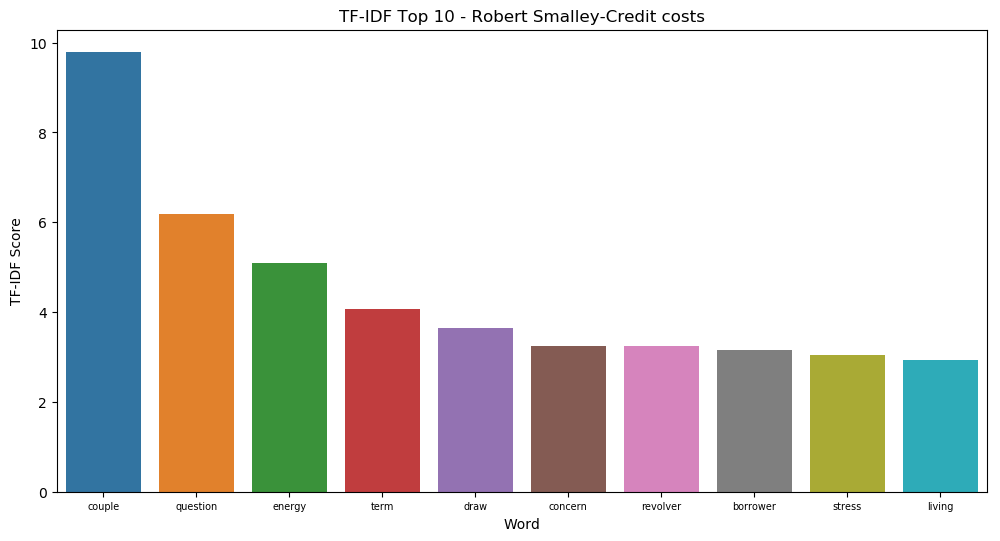 TF-IDF Top 10 - Robert Smalley-Credit costs
10
8
6
4
2
0
TF-IDF Score
couple question energy term draw concern revolver borrower stress living
Word